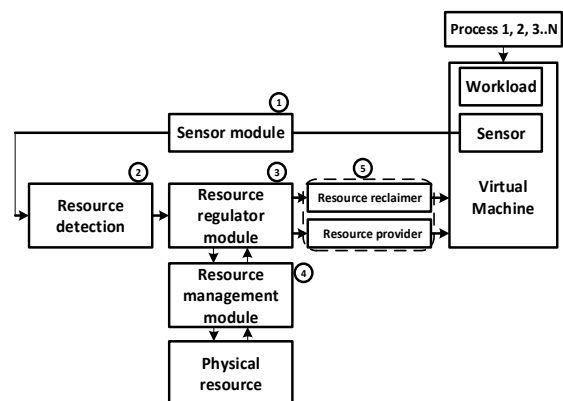 Process 1, 2, 3..N
Workload
1
Sensor module
Sensor
5
2
3
Resource
detection
Resource
regulator
module
Resource reclaimer
Resource provider
Virtual
Machine
4
Resource
management
module
Physical
resource